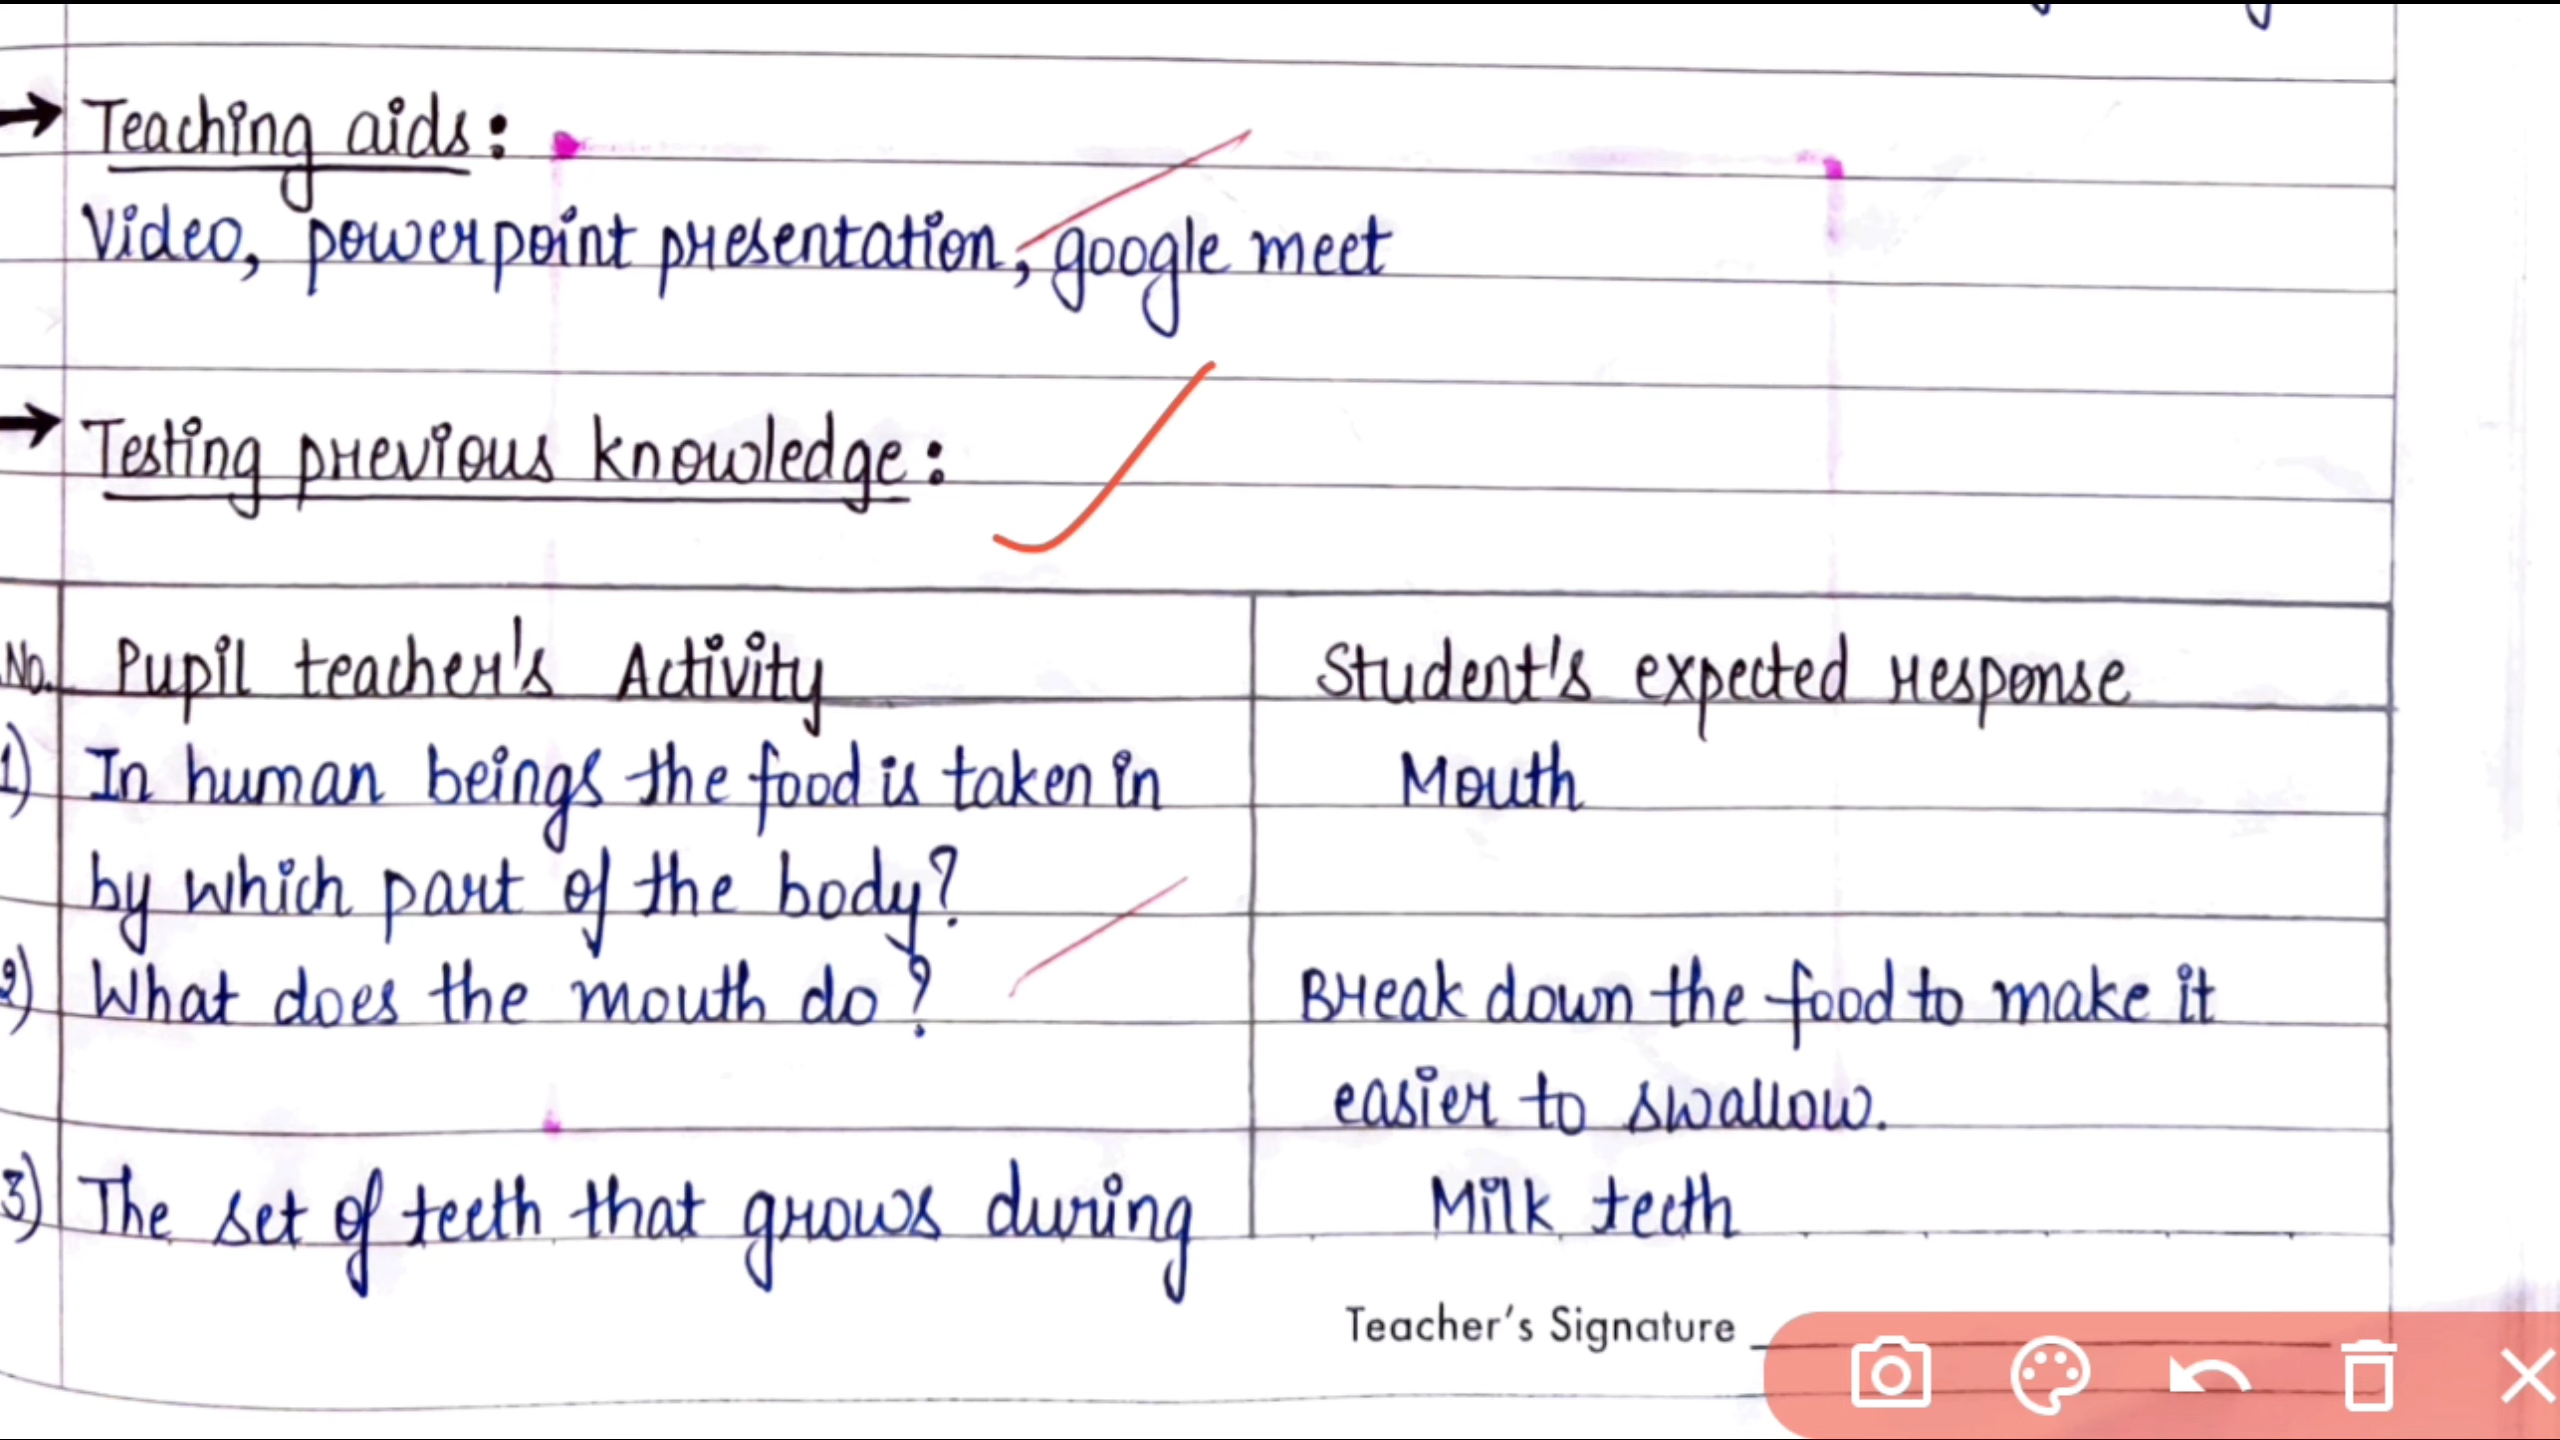 → Teaching aids:
Video, powerpoint presentation, google meet
→ Testing previous knowledge:
No. Pupil teacher's Activity Student's expected response
1) In human beings the food is taken in Mouth
by which part of the body?
2) What does the mouth do? Break down the food to make it
easier to swallow.
3) The set of teeth that grows during Milk teeth
Teacher's Signature